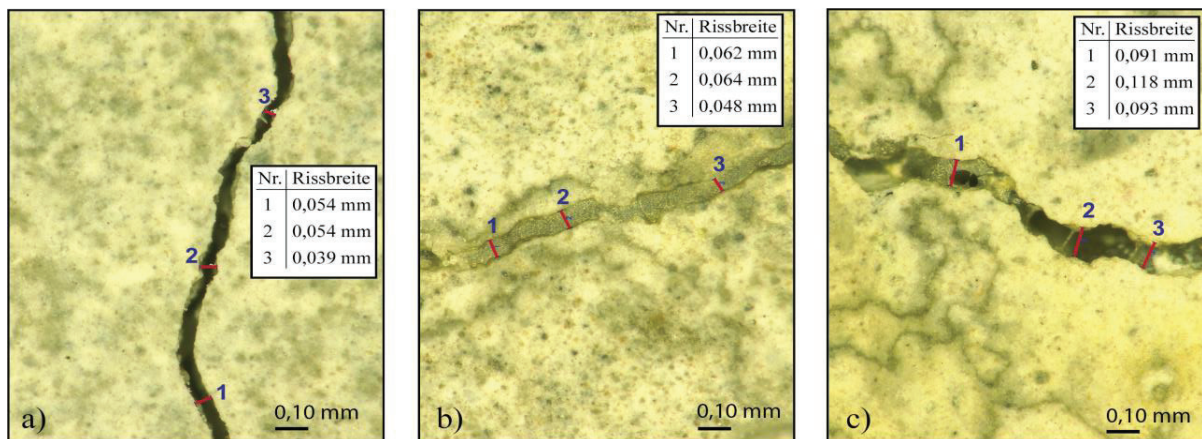 Nr. Rissbreite
1 0,054 mm
2 0,054 mm
3 0,039 mm
3
2
1
a)
0,10 mm
Nr. Rissbreite
1 0,062 mm
2 0,064 mm
3 0,048 mm
3
2
1
b)
0,10 mm
Nr. Rissbreite
1 0,091 mm
2 0,118 mm
3 0,093 mm
1
2
3
c)
0,10 mm